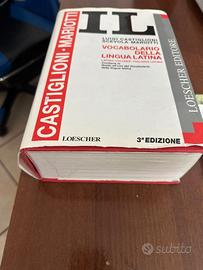 IL
LUIGI CASTIGLIONI
SCEVOLA MARIOTTI
VOCABOLARIO
DELLA
LINGUA LATINA
3ª EDIZIONE
CASTIGLIONI - MARIOTTI
LOESCHER
LOESCHER EDITORE
subito